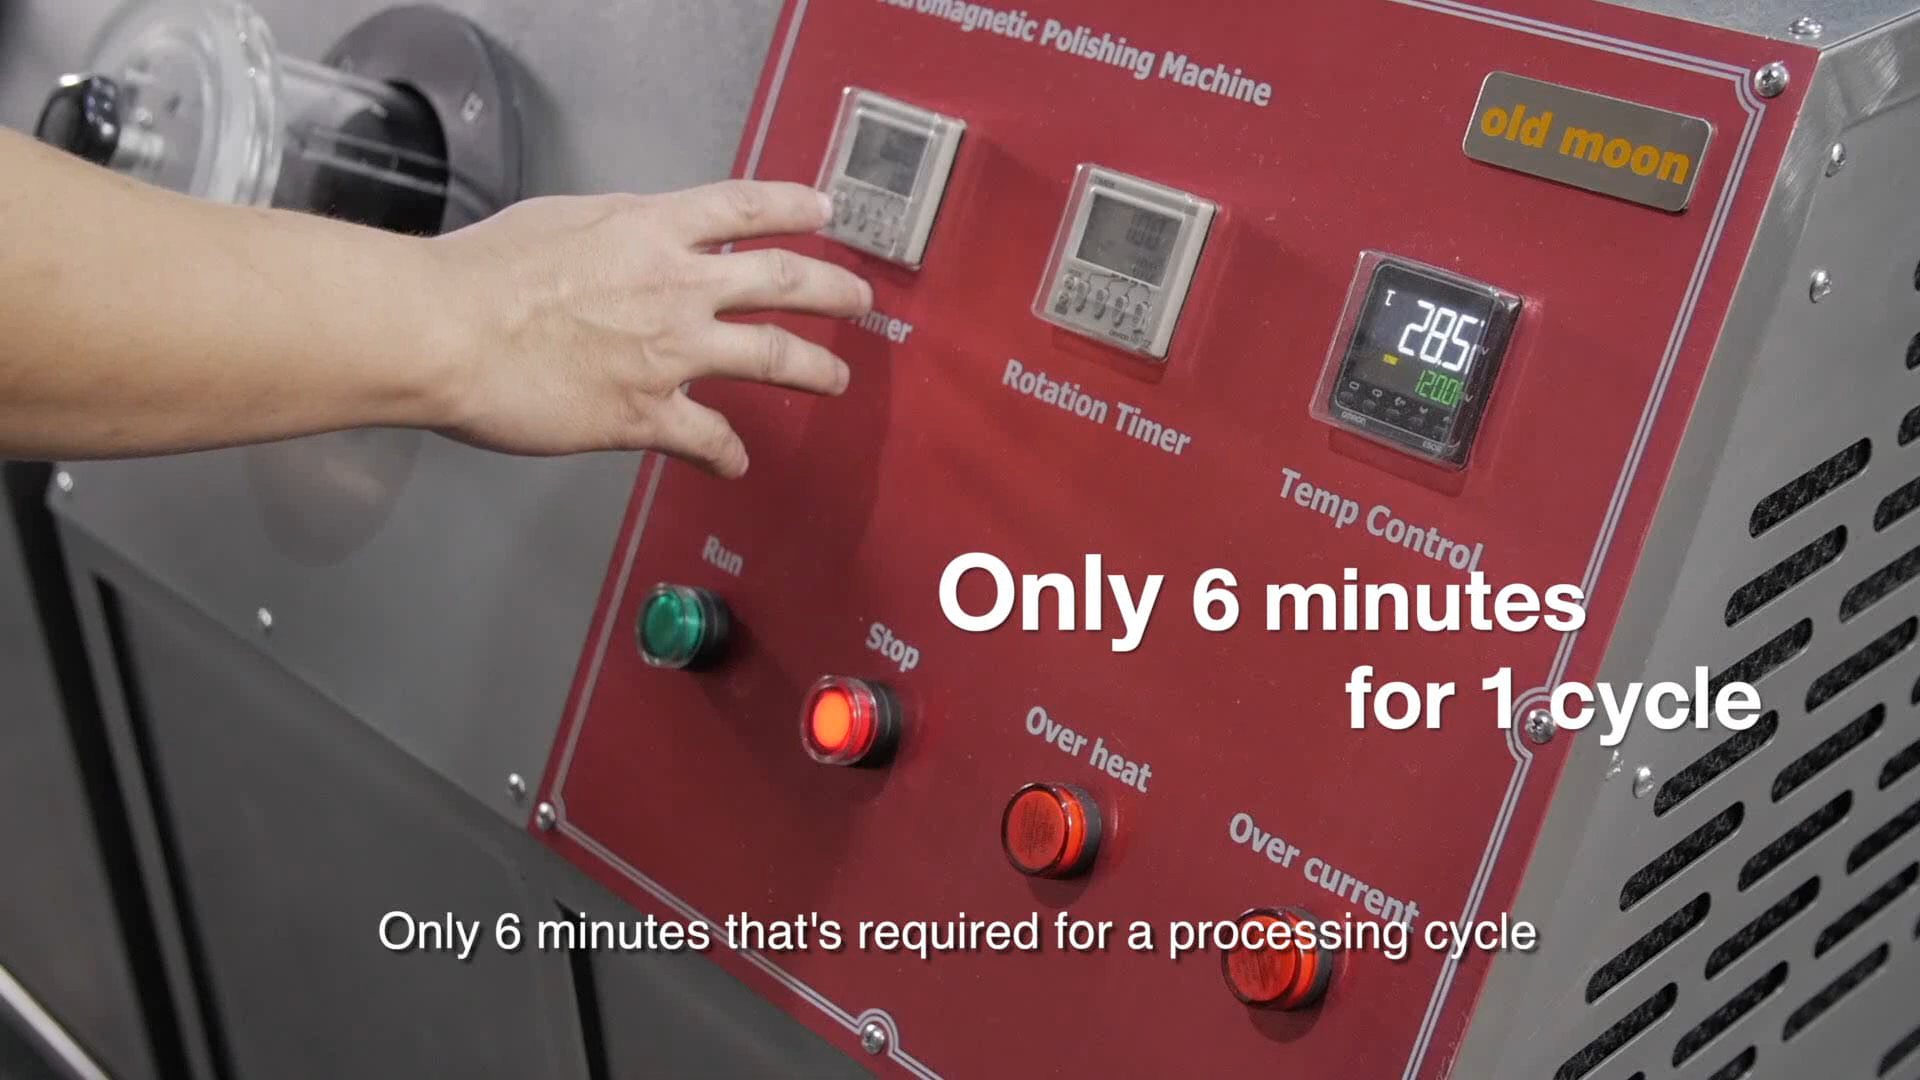 Polishing Machine
old moon
28.5
120.0
Rotation Timer
Temp Control
Run
Stop
Over heat
Over current
Only 6 minutes
for 1 cycle
Only 6 minutes that's required for a processing cycle